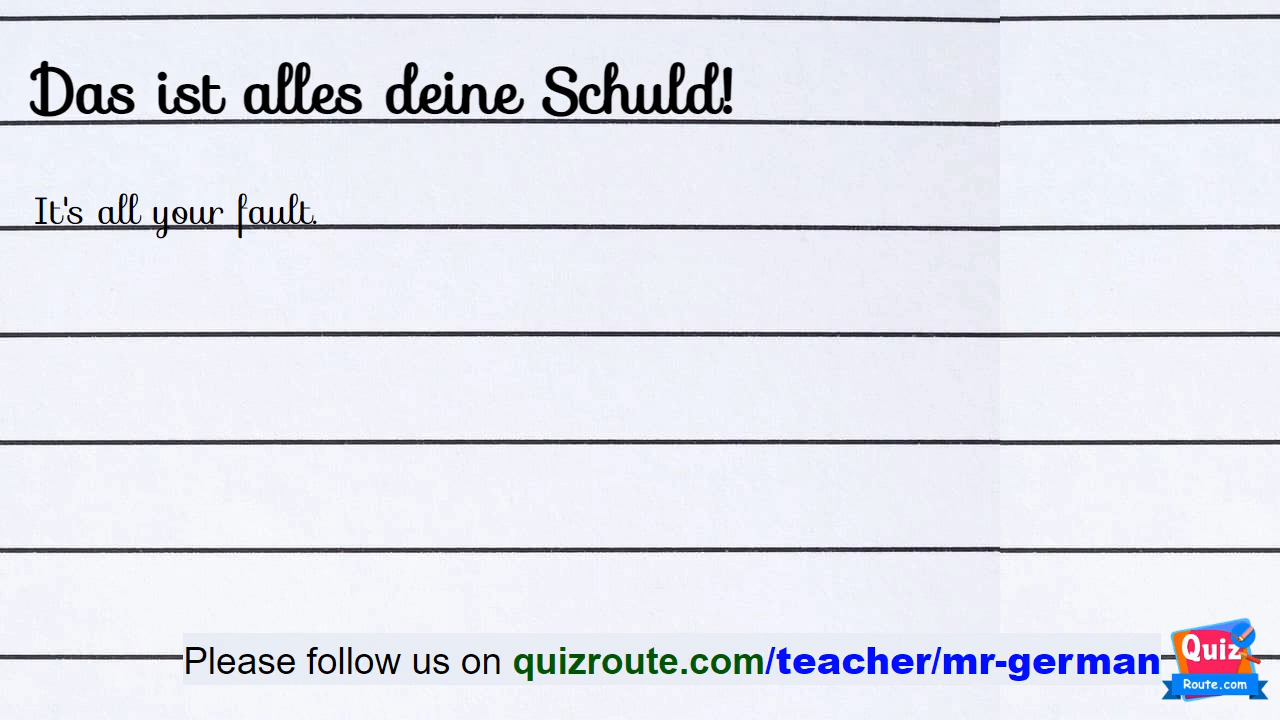 Das ist alles deine Schuld!
It's all your fault.
Please follow us on quizroute.com/teacher/mr-german
Quiz
Route.com